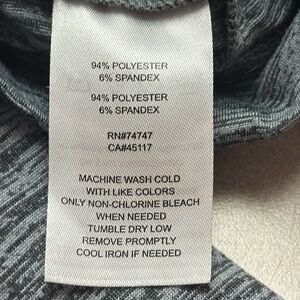 94% POLYESTER
6% SPANDEX
94% POLYESTER
6% SPANDEX
RN#74747
CA#45117
MACHINE WASH COLD
WITH LIKE COLORS
ONLY NON-CHLORINE BLEACH
WHEN NEEDED
TUMBLE DRY LOW
REMOVE PROMPTLY
COOL IRON IF NEEDED